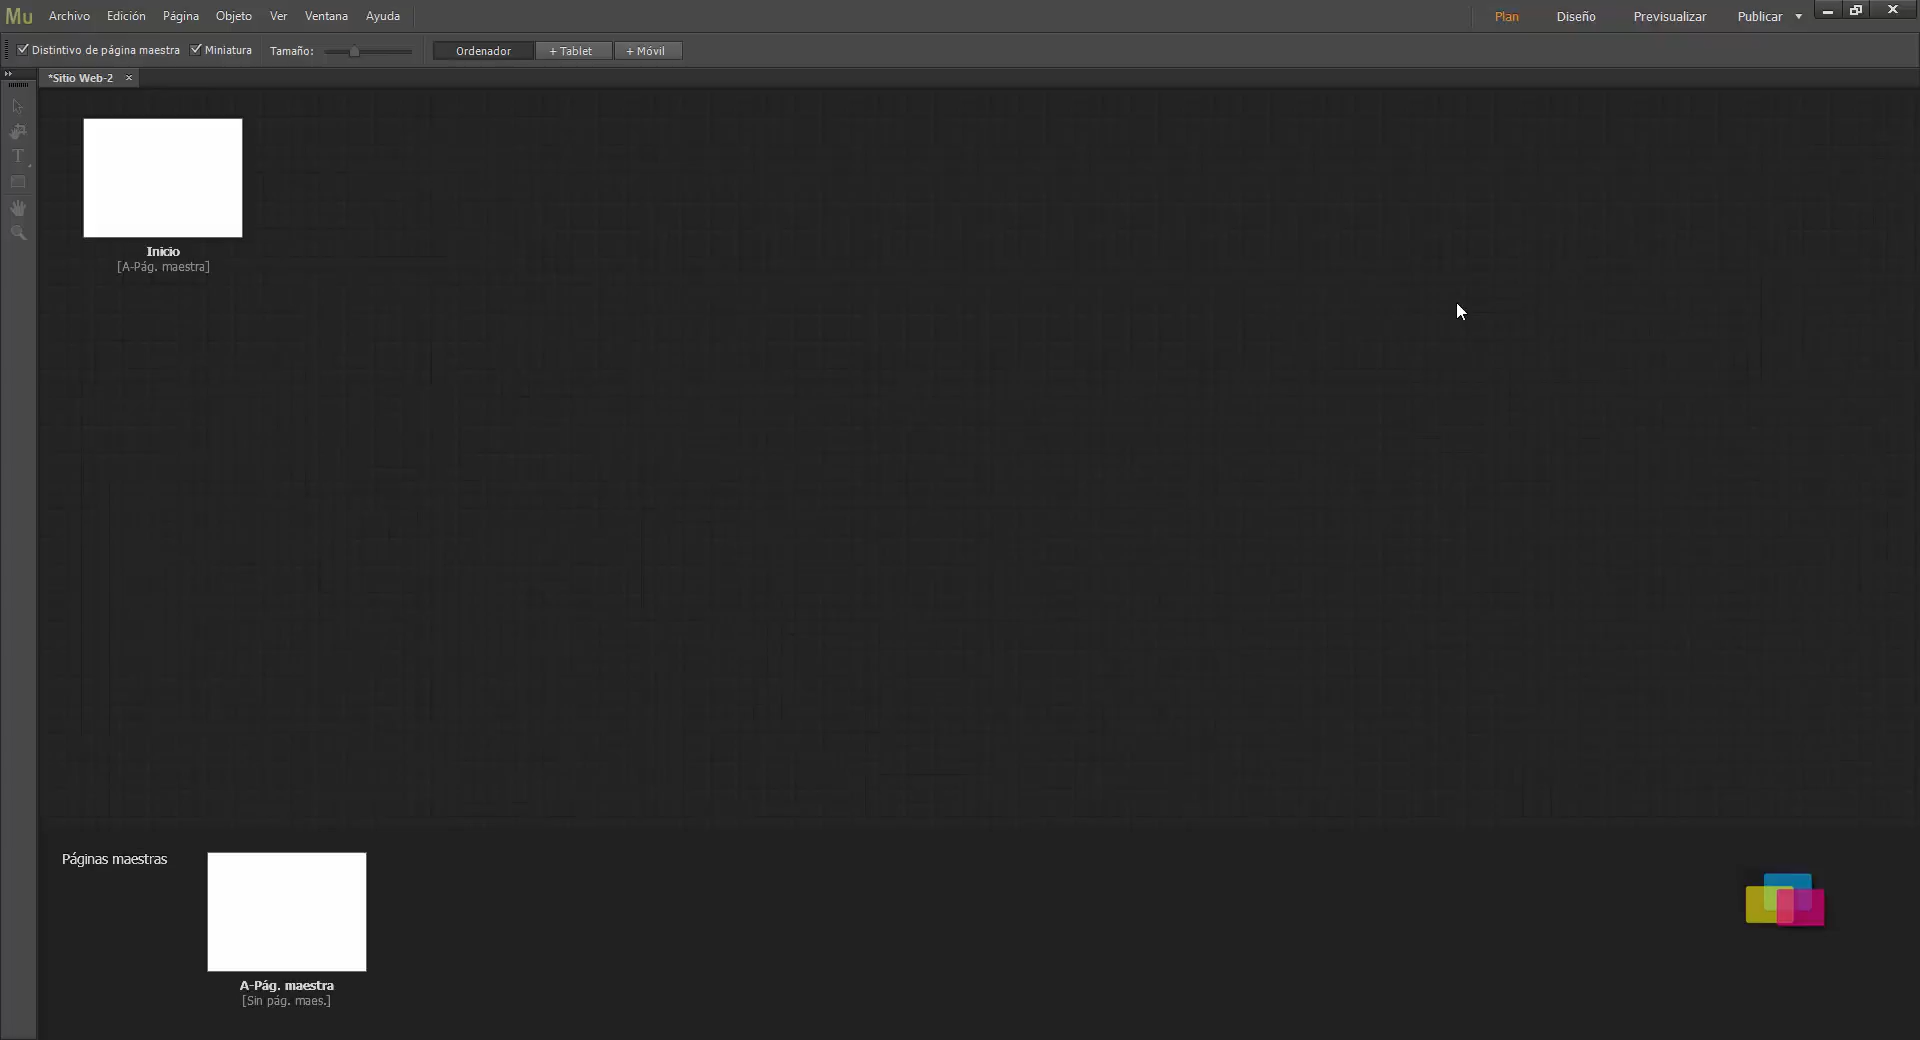 Mu Archivo Edición Página Objeto Ver Ventana Ayuda Plan Diseño Previsualizar Publicar
Distintivo de página maestra Miniatura Tamaño: Ordenador + Tablet + Móvil
*Sitio Web-2 ×
T
Inicio
[A-Pág. maestra]
Páginas maestras
A-Pág. maestra
[Sin pág. maes.]